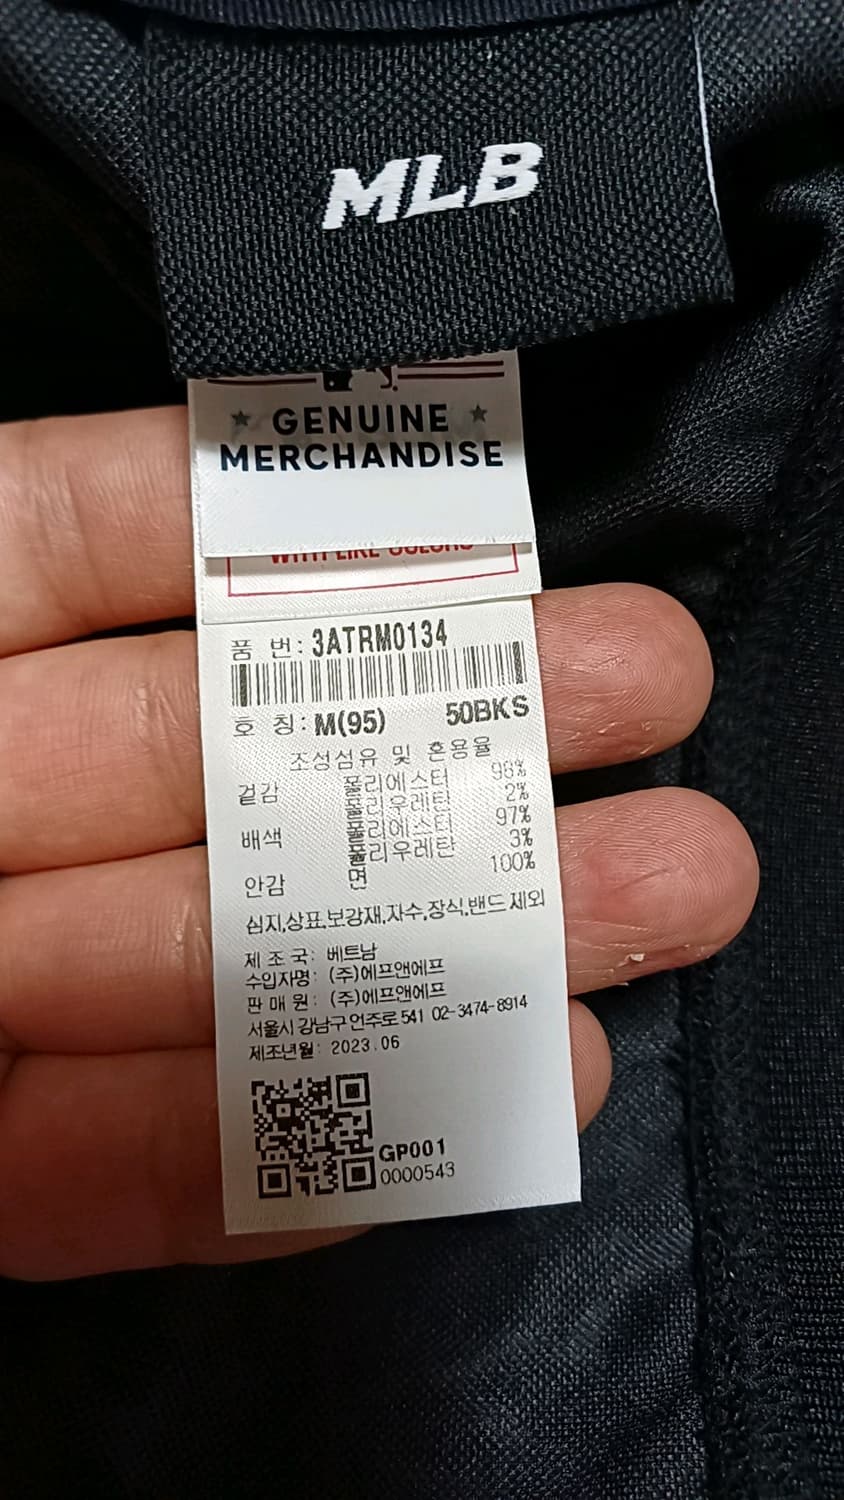 MLB
GENUINE
MERCHANDISE
WITH LIKE COLORS
품 번: 3ATRM0134
호 칭: M(95) 50BKS
조성섬유 및 혼용율
겉감 폴리에스터 98%
폴리우레탄 2%
배색 폴리에스터 97%
폴리우레탄 3%
안감 면 100%
심지,상표,보강재,자수,장식,밴드 제외
제 조 국: 베트남
수입자명: (주)에프앤에프
판 매 원: (주)에프앤에프
서울시 강남구 언주로 541 02-3474-8914
제조년월: 2023.06
GP001
0000543